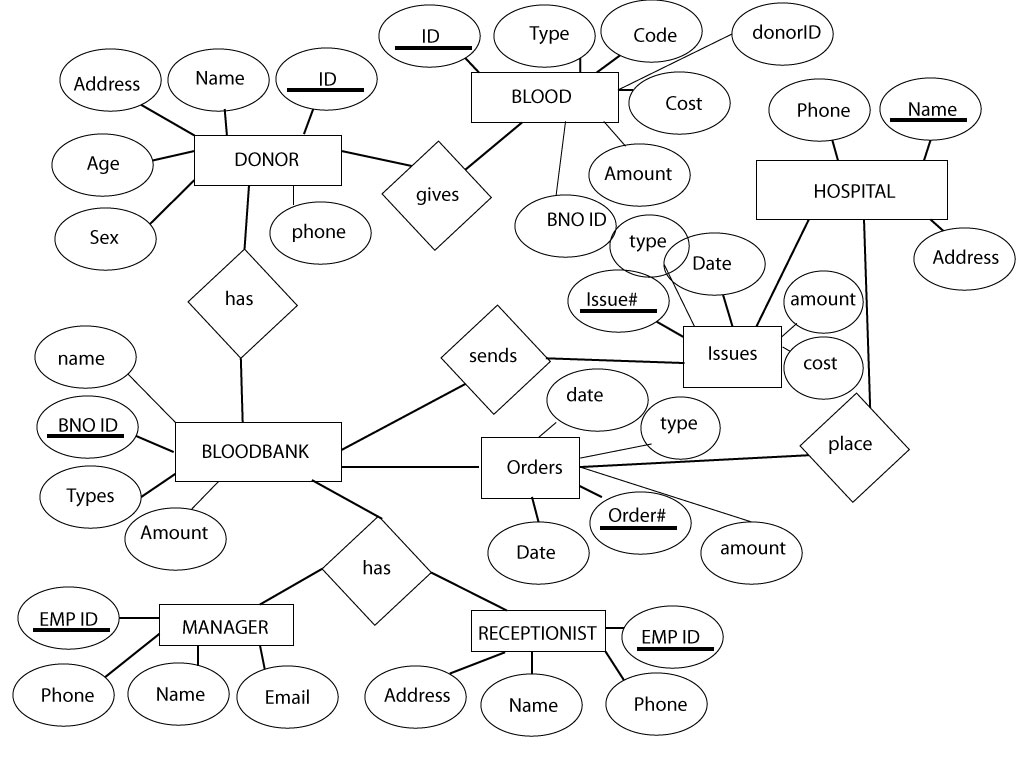 ID
Type
Code
donorID
Address
Name
ID
BLOOD
Cost
Phone
Name
Age
DONOR
gives
Amount
HOSPITAL
Sex
phone
BNO ID
type
Date
Address
has
Issue#
amount
name
sends
Issues
cost
date
type
BNO ID
BLOODBANK
Orders
place
Types
Amount
Order#
Date
amount
has
EMP ID
MANAGER
RECEPTIONIST
EMP ID
Phone
Name
Email
Address
Name
Phone